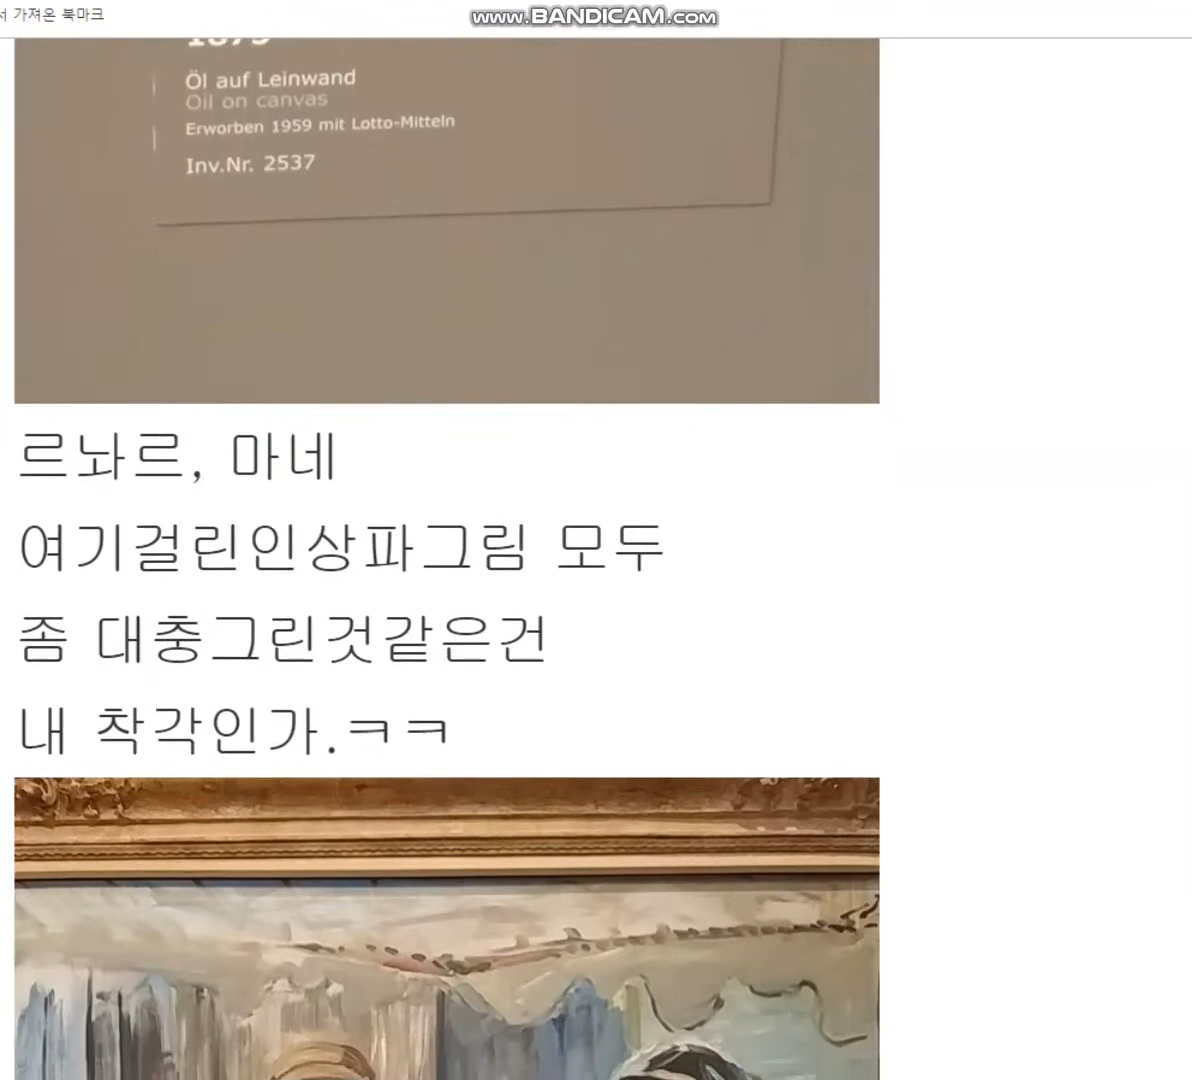 서 가져온 북마크
www.BANDICAM.com
Öl auf Leinwand
Oil on canvas
Erworben 1959 mit Lotto-Mitteln
Inv.Nr. 2537
르놔르, 마네
여기걸린인상파그림 모두
좀 대충그린것같은건
내 착각인가.ㅋㅋ